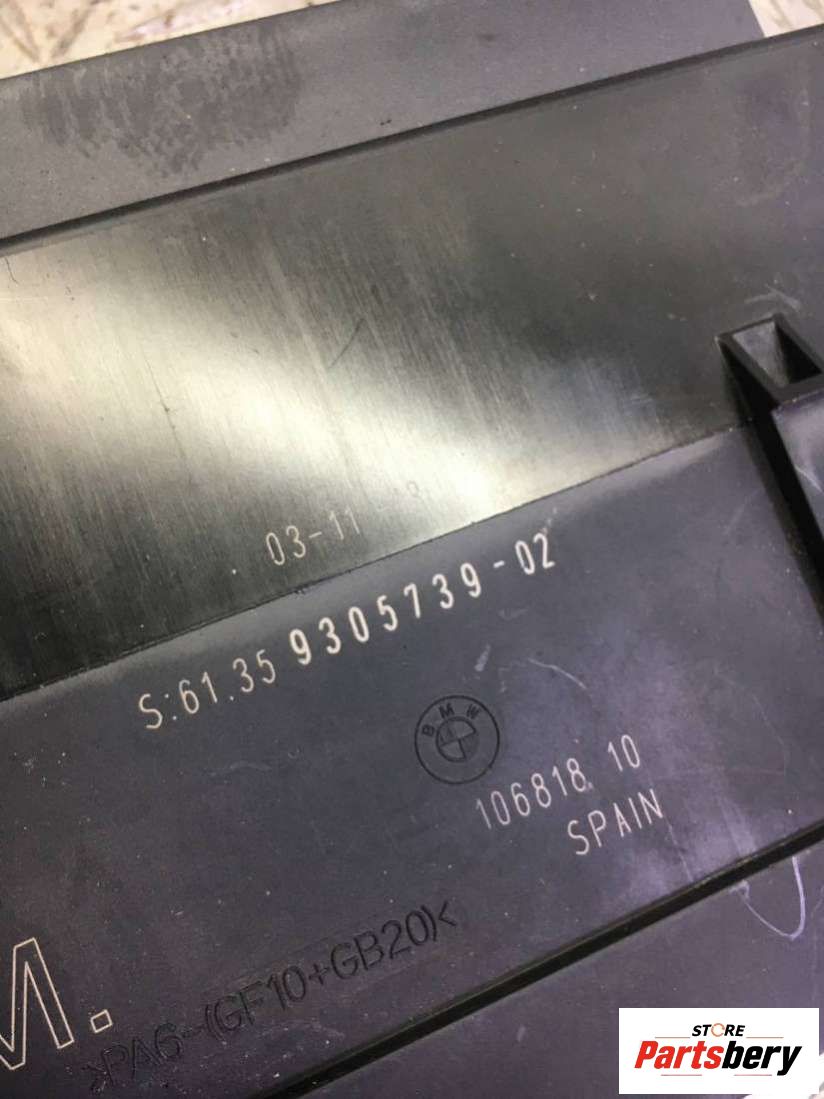 03-11
S:61.35 9305739-02
BMW
106818.10
SPAIN
M.
>PA6-(GF10+GB20)<
STORE
Partsbery